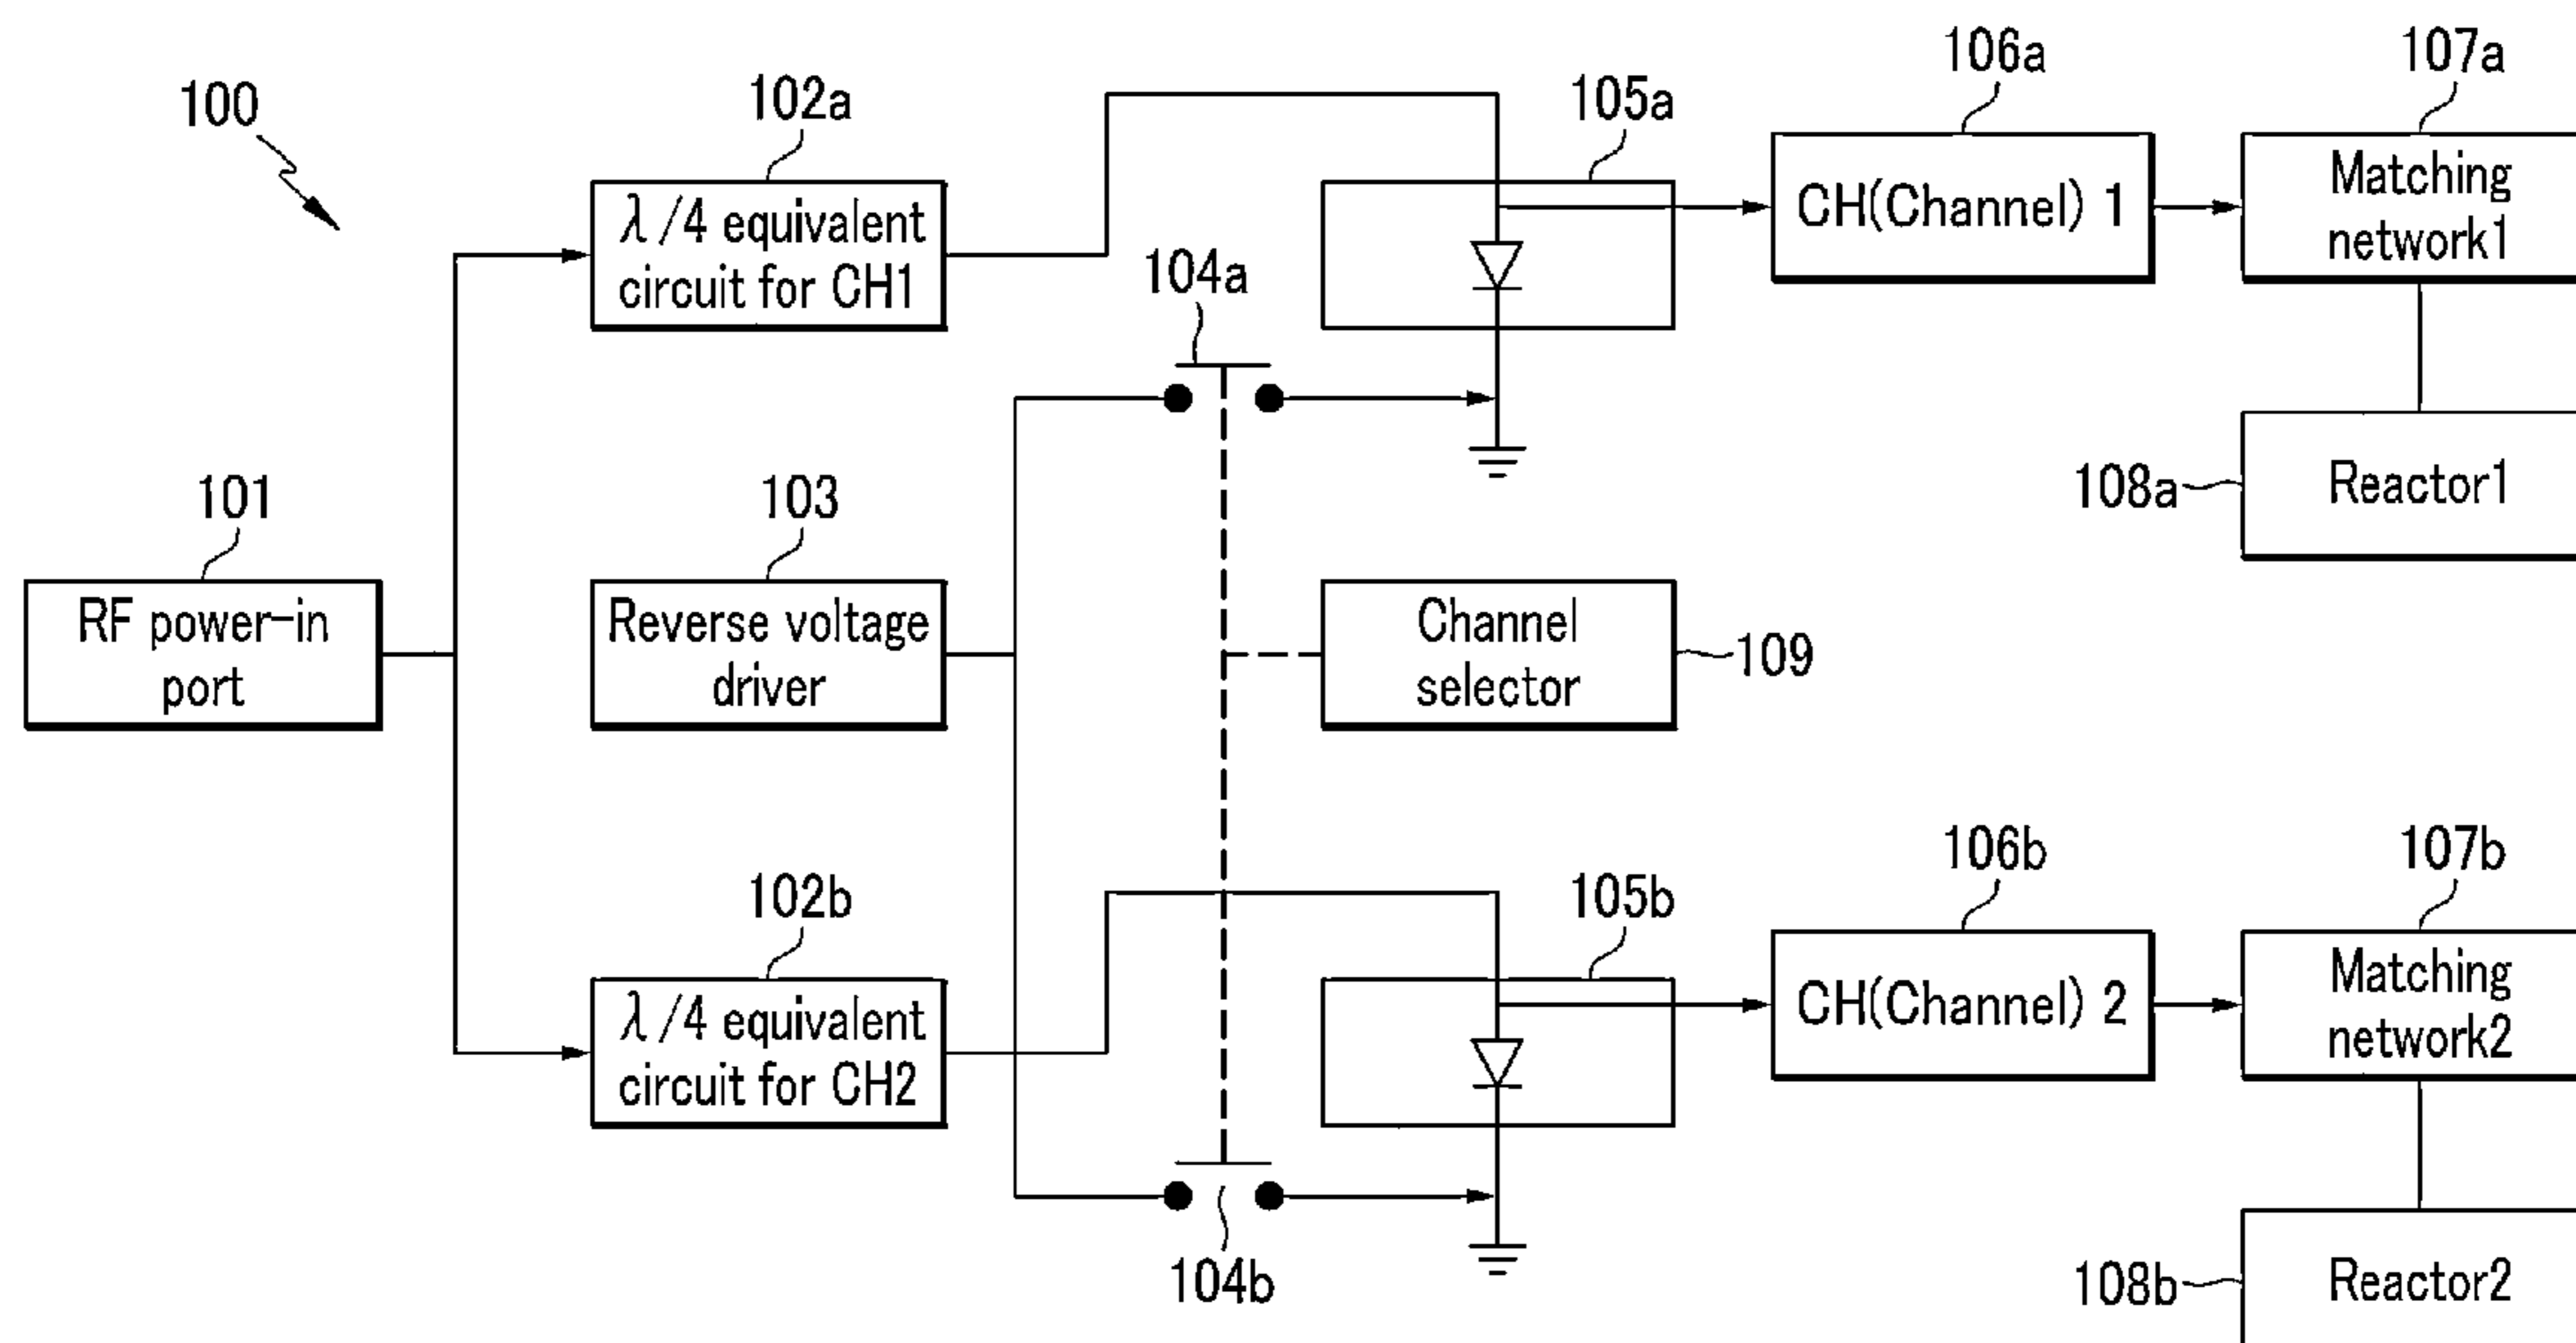 100
102a
105a
106a
107a
λ/4 equivalent
circuit for CH1
CH(Channel) 1
Matching
network1
104a
101
103
108a
Reactor1
RF power-in
port
Reverse voltage
driver
Channel
selector
109
102b
105b
106b
107b
λ/4 equivalent
circuit for CH2
CH(Channel) 2
Matching
network2
104b
108b
Reactor2